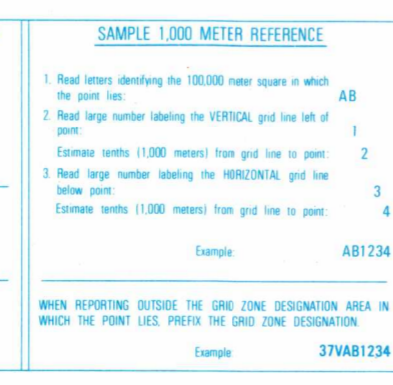 SAMPLE 1,000 METER REFERENCE
1. Read letters identifying the 100,000 meter square in which
the point lies: AB
2. Read large number labeling the VERTICAL grid line left of
point: 1
Estimate tenths (1,000 meters) from grid line to point: 2
3. Read large number labeling the HORIZONTAL grid line
below point: 3
Estimate tenths (1,000 meters) from grid line to point: 4
Example: AB1234
WHEN REPORTING OUTSIDE THE GRID ZONE DESIGNATION AREA IN
WHICH THE POINT LIES, PREFIX THE GRID ZONE DESIGNATION.
Example: 37VAB1234